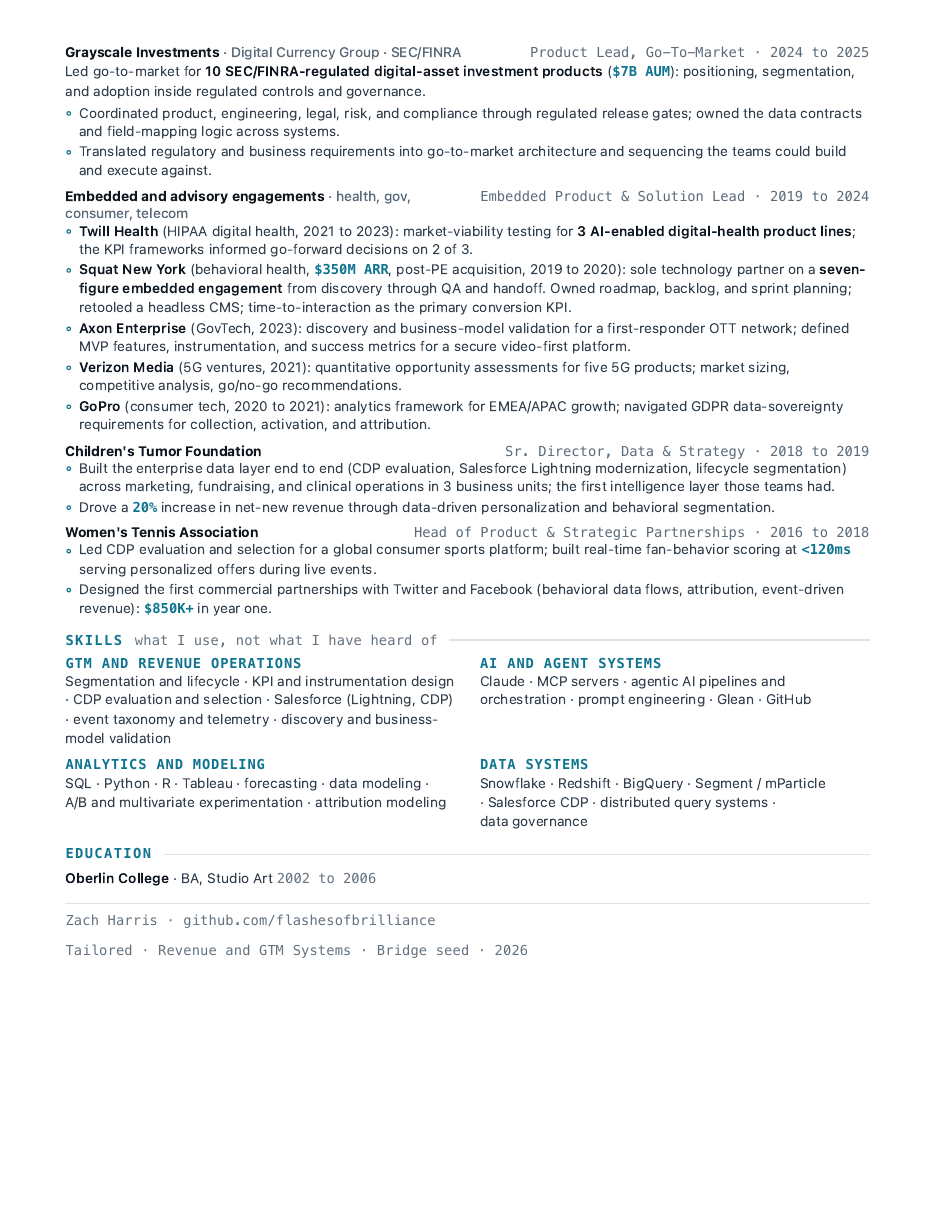 Grayscale Investments · Digital Currency Group · SEC/FINRA Product Lead, Go—To—Market · 2024 to 2025
Led go-to-market for 10 SEC/FINRA-regulated digital-asset investment products ($7B AUM): positioning, segmentation,
and adoption inside regulated controls and governance.
Coordinated product, engineering, legal, risk, and compliance through regulated release gates; owned the data contracts
and field-mapping logic across systems.
Translated regulatory and business requirements into go-to-market architecture and sequencing the teams could build
and execute against.
Embedded and advisory engagements · health, gov, Embedded Product & Solution Lead · 2019 to 2024
consumer, telecom
Twill Health (HIPAA digital health, 2021 to 2023): market-viability testing for 3 AI-enabled digital-health product lines;
the KPI frameworks informed go-forward decisions on 2 of 3.
Squat New York (behavioral health, $350M ARR, post-PE acquisition, 2019 to 2020): sole technology partner on a seven-
figure embedded engagement from discovery through QA and handoff. Owned roadmap, backlog, and sprint planning;
retooled a headless CMS; time-to-interaction as the primary conversion KPI.
Axon Enterprise (GovTech, 2023): discovery and business-model validation for a first-responder OTT network; defined
MVP features, instrumentation, and success metrics for a secure video-first platform.
Verizon Media (5G ventures, 2021): quantitative opportunity assessments for five 5G products; market sizing,
competitive analysis, go/no-go recommendations.
GoPro (consumer tech, 2020 to 2021): analytics framework for EMEA/APAC growth; navigated GDPR data-sovereignty
requirements for collection, activation, and attribution.
Children's Tumor Foundation Sr. Director, Data & Strategy · 2018 to 2019
Built the enterprise data layer end to end (CDP evaluation, Salesforce Lightning modernization, lifecycle segmentation)
across marketing, fundraising, and clinical operations in 3 business units; the first intelligence layer those teams had.
Drove a 20% increase in net-new revenue through data-driven personalization and behavioral segmentation.
Women's Tennis Association Head of Product & Strategic Partnerships · 2016 to 2018
Led CDP evaluation and selection for a global consumer sports platform; built real-time fan-behavior scoring at <120ms
serving personalized offers during live events.
Designed the first commercial partnerships with Twitter and Facebook (behavioral data flows, attribution, event-driven
revenue): $850K+ in year one.
SKILLS what I use, not what I have heard of
GTM AND REVENUE OPERATIONS
Segmentation and lifecycle · KPI and instrumentation design
· CDP evaluation and selection · Salesforce (Lightning, CDP)
· event taxonomy and telemetry · discovery and business-
model validation
AI AND AGENT SYSTEMS
Claude · MCP servers · agentic AI pipelines and
orchestration · prompt engineering · Glean · GitHub
ANALYTICS AND MODELING
SQL · Python · R · Tableau · forecasting · data modeling ·
A/B and multivariate experimentation · attribution modeling
DATA SYSTEMS
Snowflake · Redshift · BigQuery · Segment / mParticle
· Salesforce CDP · distributed query systems ·
data governance
EDUCATION
Oberlin College · BA, Studio Art 2002 to 2006
Zach Harris · github.com/flashesofbrilliance
Tailored · Revenue and GTM Systems · Bridge seed · 2026